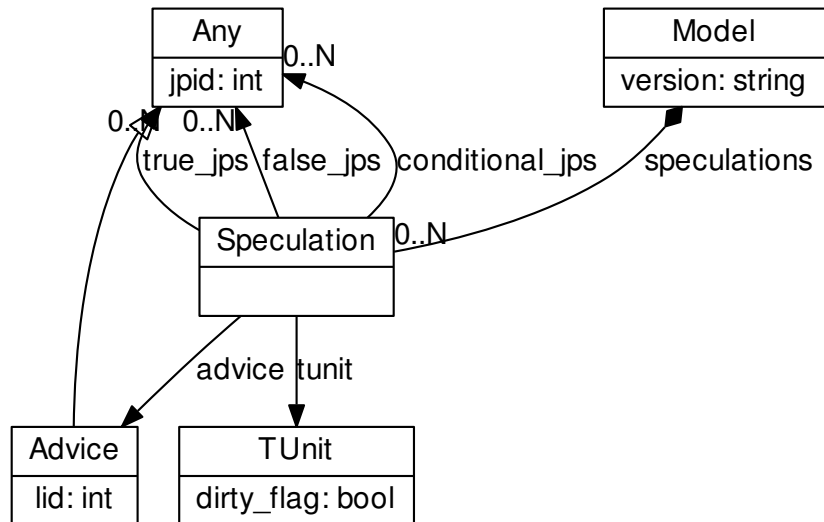 Any
Model
0..N
jpid: int
version: string
0..N
0..N
true_jps
false_jps
conditional_jps
speculations
Speculation
0..N
advice
tunit
Advice
TUnit
lid: int
dirty_flag: bool